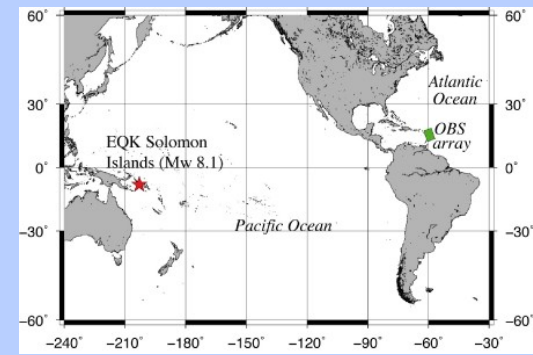 60°
60°
Atlantic
Ocean
30°
30°
OBS
array
EQK Solomon
Islands (Mw 8.1)
0°
0°
-30°
Pacific Ocean
-30°
-60°
-60°
-240° -210° -180° -150° -120° -90° -60° -30°